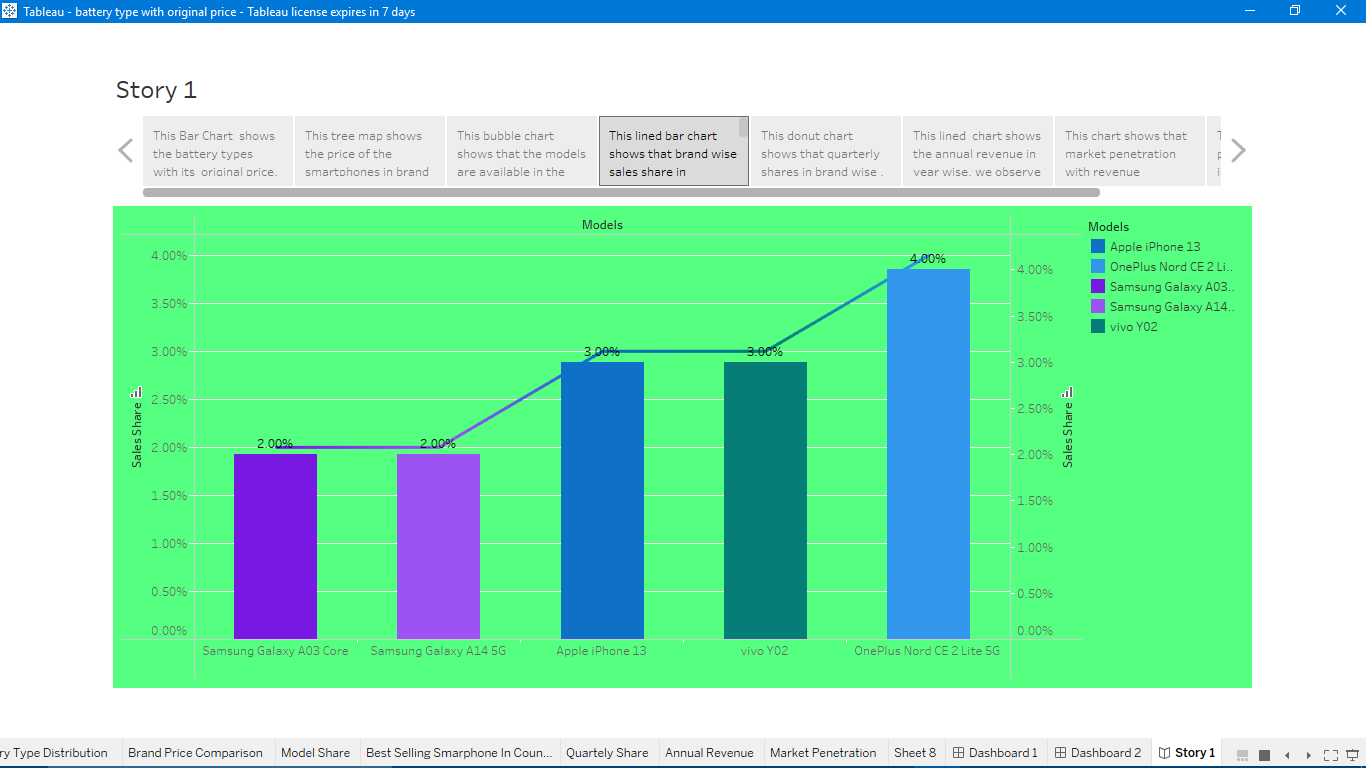 Tableau - battery type with original price - Tableau license expires in 7 days
Story 1
This Bar Chart shows
the battery types
with its original price.
This tree map shows
the price of the
smartphones in brand
This bubble chart
shows that the models
are available in the
This lined bar chart
shows that brand wise
sales share in
This donut chart
shows that quarterly
shares in brand wise .
This lined chart shows
the annual revenue in
year wise. we observe
This chart shows that
market penetration
with revenue
Models
4.00%
3.50%
3.00%
2.50%
2.00%
1.50%
1.00%
0.50%
0.00%
Sales Share
2.00%
2.00%
3.00%
3.00%
4.00%
4.00%
3.50%
3.00%
2.50%
2.00%
1.50%
1.00%
0.50%
0.00%
Sales Share
Samsung Galaxy A03 Core
Samsung Galaxy A14 5G
Apple iPhone 13
vivo Y02
OnePlus Nord CE 2 Lite 5G
Models
Apple iPhone 13
OnePlus Nord CE 2 Li..
Samsung Galaxy A03..
Samsung Galaxy A14..
vivo Y02
ry Type Distribution
Brand Price Comparison
Model Share
Best Selling Smarphone In Coun...
Quartely Share
Annual Revenue
Market Penetration
Sheet 8
Dashboard 1
Dashboard 2
Story 1